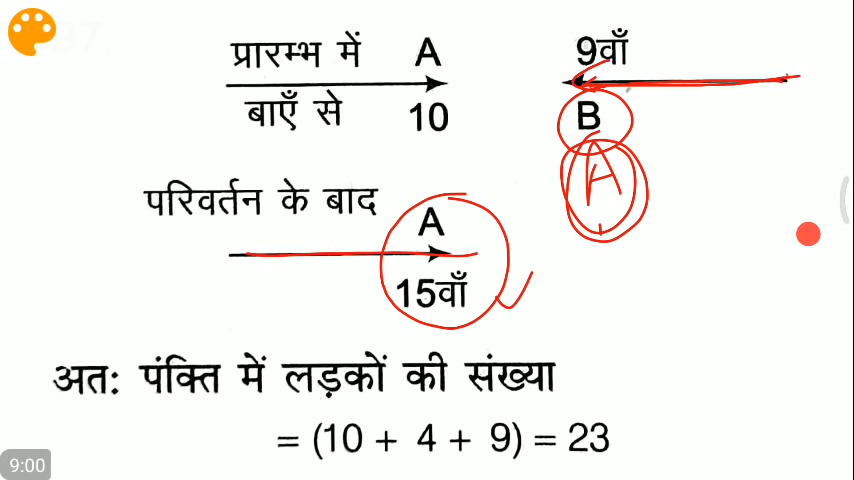 प्रारम्भ में A 9वाँ
बाएँ से 10 B
A
परिवर्तन के बाद A
15वाँ
अतः पंक्ति में लड़कों की संख्या
= (10 + 4 + 9) = 23
9:00